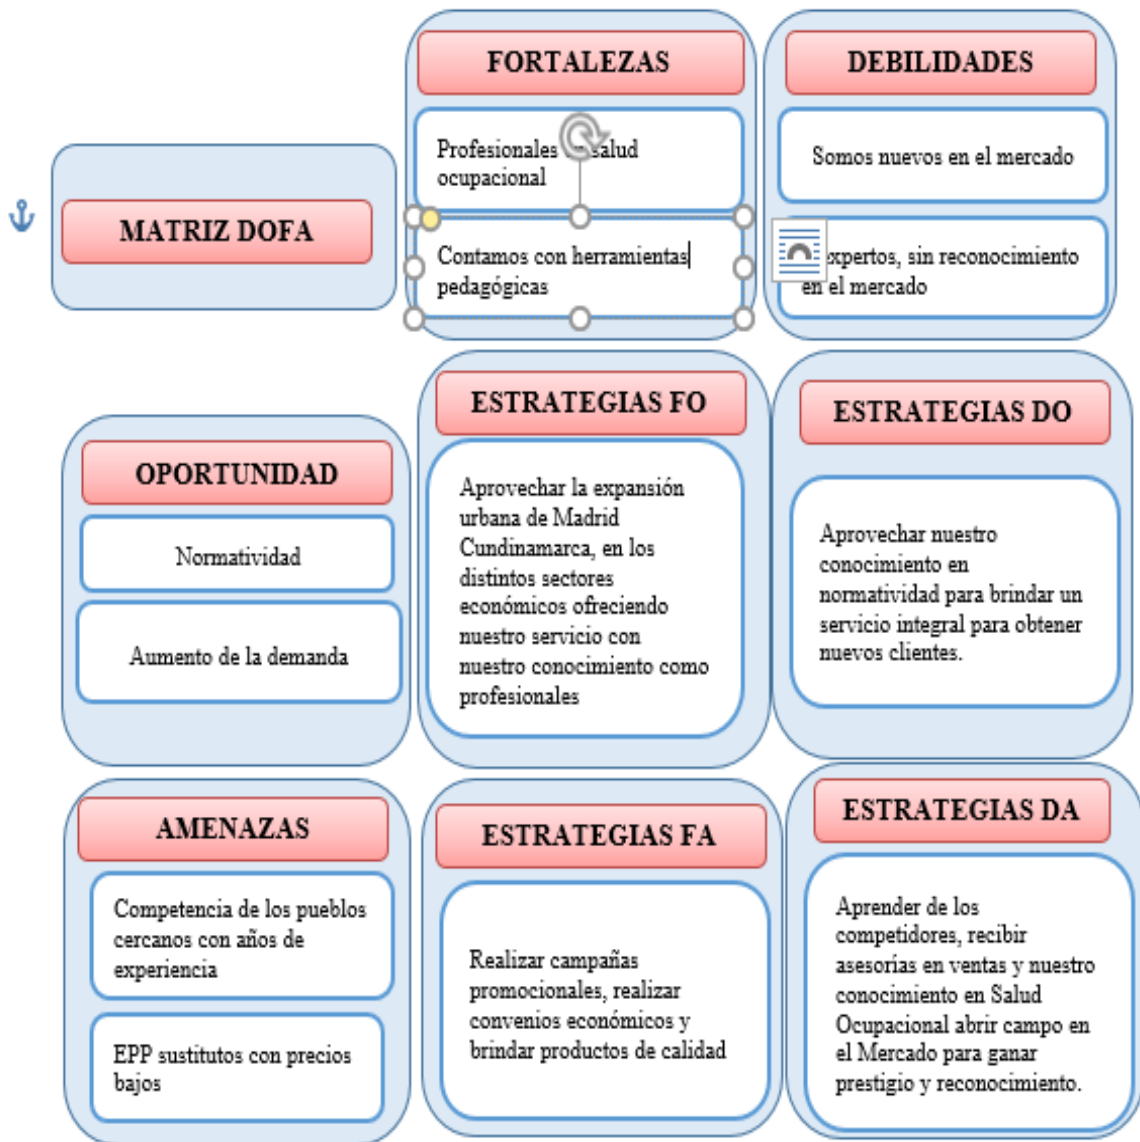 FORTALEZAS
Profesionales salud
ocupacional
Contamos con herramientas
pedagógicas
DEBILIDADES
Somos nuevos en el mercado
expertos, sin reconocimiento
en el mercado
MATRIZ DOFA
ESTRATEGIAS FO
Aprovechar la expansión
urbana de Madrid
Cundinamarca, en los
distintos sectores
económicos ofreciendo
nuestro servicio con
nuestro conocimiento como
profesionales
ESTRATEGIAS DO
Aprovechar nuestro
conocimiento en
normatividad para brindar un
servicio integral para obtener
nuevos clientes.
OPORTUNIDAD
Normatividad
Aumento de la demanda
AMENAZAS
Competencia de los pueblos
cercanos con años de
experiencia
EPP sustitutos con precios
bajos
ESTRATEGIAS FA
Realizar campañas
promocionales, realizar
convenios económicos y
brindar productos de calidad
ESTRATEGIAS DA
Aprender de los
competidores, recibir
asesorías en ventas y nuestro
conocimiento en Salud
Ocupacional abrir campo en
el Mercado para ganar
prestigio y reconocimiento.